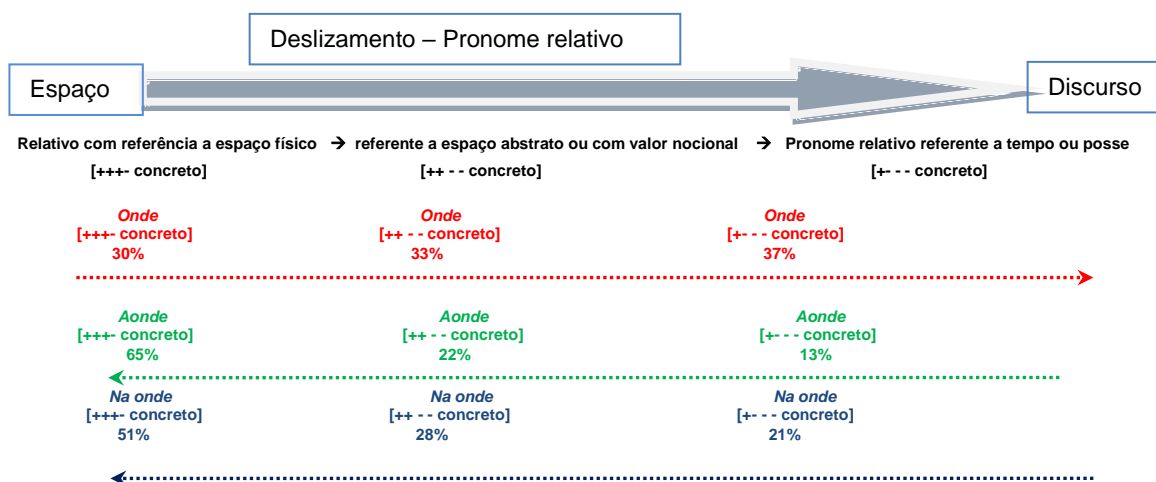 Deslizamento – Pronome relativo
Espaço
Discurso
Relativo com referência a espaço físico → referente a espaço abstrato ou com valor nocional → Pronome relativo referente a tempo ou posse
[+++- concreto] [++ - - concreto] [+- - - concreto]
Onde Onde Onde
[+++- concreto] [++ - - concreto] [+- - - concreto]
30% 33% 37%
Aonde Aonde Aonde
[+++- concreto] [++ - - concreto] [+- - - concreto]
65% 22% 13%
Na onde Na onde Na onde
[+++- concreto] [++ - - concreto] [+- - - concreto]
51% 28% 21%